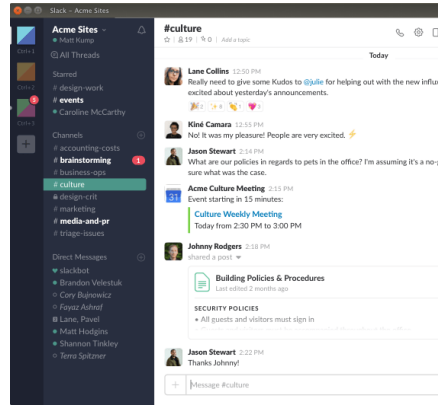 Slack – Acme Sites
Ctrl+1
Ctrl+2
Ctrl+3
Acme Sites
Matt Kump
All Threads
Starred
# design-work
# events
Caroline McCarthy
Channels
# accounting-costs
# brainstorming 1
# business-ops
# culture
design-crit
# marketing
# media-and-pr
# triage-issues
Direct Messages
slackbot
Brandon Velestuk
Cory Bujnowicz
Fayaz Ashraf
Lane, Pavel
Matt Hodgins
Shannon Tinkley
Terra Spitzner
#culture
19 | 0 | Add a topic
Today
Lane Collins 12:50 PM
Really need to give some Kudos to @julie for helping out with the new influ
excited about yesterday's announcements.
Kiné Camara 12:55 PM
No! It was my pleasure! People are very excited.
Jason Stewart 2:14 PM
What are our policies in regards to pets in the office? I'm assuming it's a no-g
sure what was the case.
31
Acme Culture Meeting 2:15 PM
Event starting in 15 minutes:
Culture Weekly Meeting
Today from 2:30 PM to 3:00 PM
Johnny Rodgers 2:18 PM
shared a post
Building Policies & Procedures
Last edited 2 months ago
SECURITY POLICIES
• All guests and visitors must sign in
Jason Stewart 2:22 PM
Thanks Johnny!
+ Message #culture